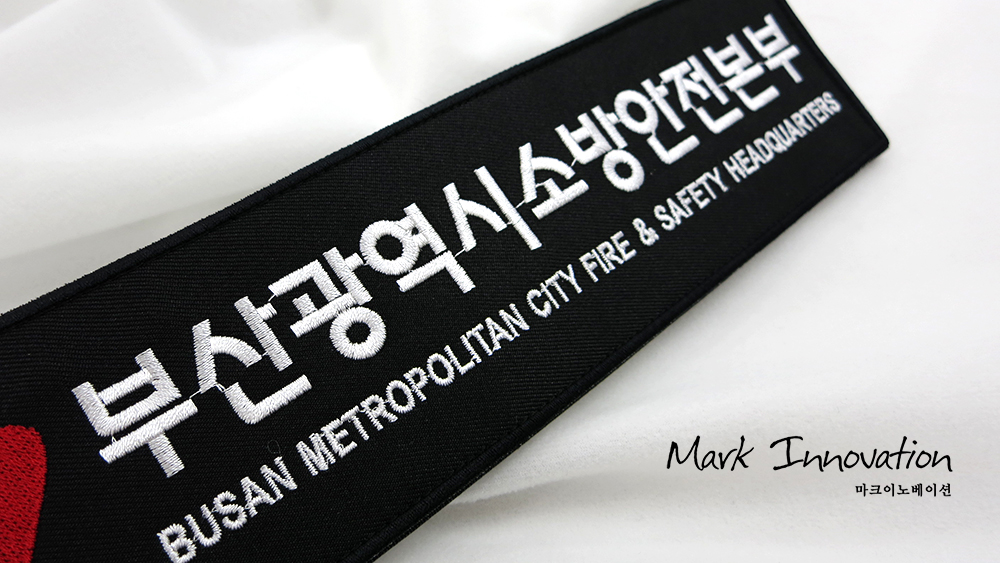 부산광역시소방안전본부
BUSAN METROPOLITAN CITY FIRE & SAFETY HEADQUARTERS
Mark Innovation
마크이노베이션